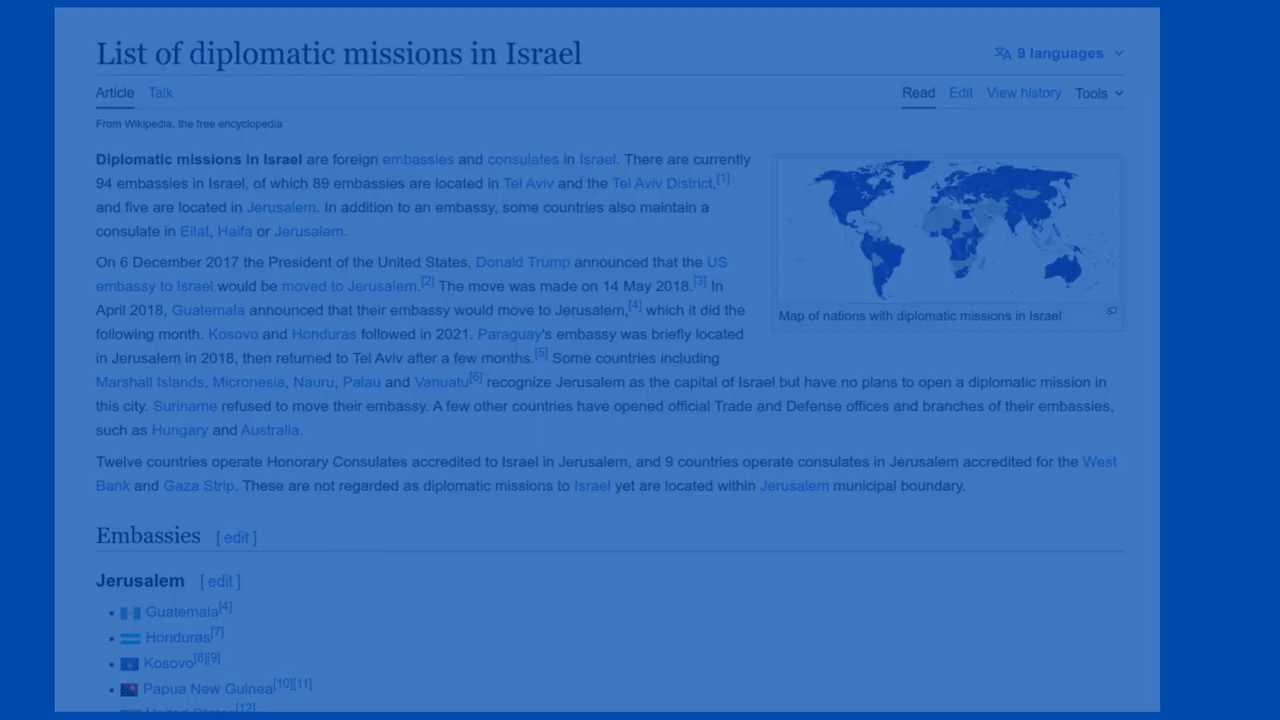 List of diplomatic missions in Israel
9 languages
Article Talk
Read Edit View history Tools
From Wikipedia, the free encyclopedia
Diplomatic missions in Israel are foreign embassies and consulates in Israel. There are currently
94 embassies in Israel, of which 89 embassies are located in Tel Aviv and the Tel Aviv District,[1]
and five are located in Jerusalem. In addition to an embassy, some countries also maintain a
consulate in Eilat, Haifa or Jerusalem.
Map of nations with diplomatic missions in Israel
On 6 December 2017 the President of the United States, Donald Trump announced that the US
embassy to Israel would be moved to Jerusalem.[2] The move was made on 14 May 2018.[3] In
April 2018, Guatemala announced that their embassy would move to Jerusalem,[4] which it did the
following month. Kosovo and Honduras followed in 2021. Paraguay's embassy was briefly located
in Jerusalem in 2018, then returned to Tel Aviv after a few months.[5] Some countries including
Marshall Islands, Micronesia, Nauru, Palau and Vanuatu[6] recognize Jerusalem as the capital of Israel but have no plans to open a diplomatic mission in
this city. Suriname refused to move their embassy. A few other countries have opened official Trade and Defense offices and branches of their embassies,
such as Hungary and Australia.
Twelve countries operate Honorary Consulates accredited to Israel in Jerusalem, and 9 countries operate consulates in Jerusalem accredited for the West
Bank and Gaza Strip. These are not regarded as diplomatic missions to Israel yet are located within Jerusalem municipal boundary.
Embassies [ edit ]
Jerusalem [ edit ]
Guatemala[4]
Honduras[7]
Kosovo[8][9]
Papua New Guinea[10][11]
United States[12]